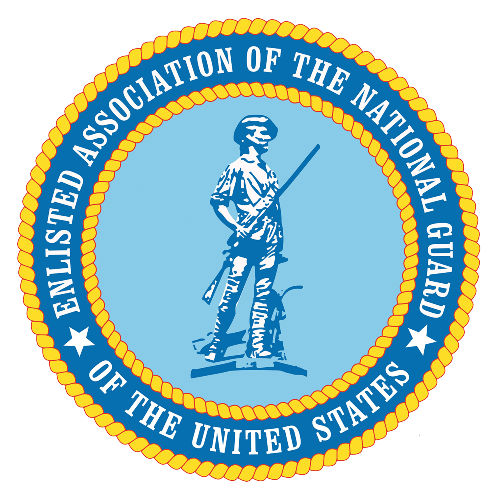 ENLISTED ASSOCIATION OF THE NATIONAL GUARD
OF THE UNITED STATES